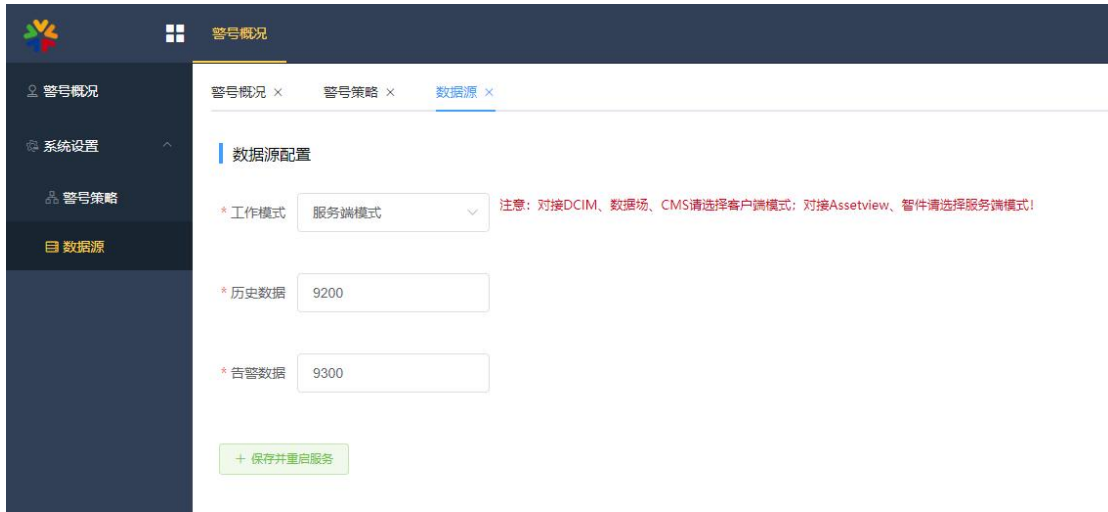 警号概况
警号概况
系统设置
警号策略
数据源
警号概况 × 警号策略 × 数据源 ×
数据源配置
* 工作模式 服务端模式 注意：对接DCIM、数据场、CMS请选择客户端模式；对接Assetview、智件请选择服务端模式！
* 历史数据 9200
* 告警数据 9300
+ 保存并重启服务